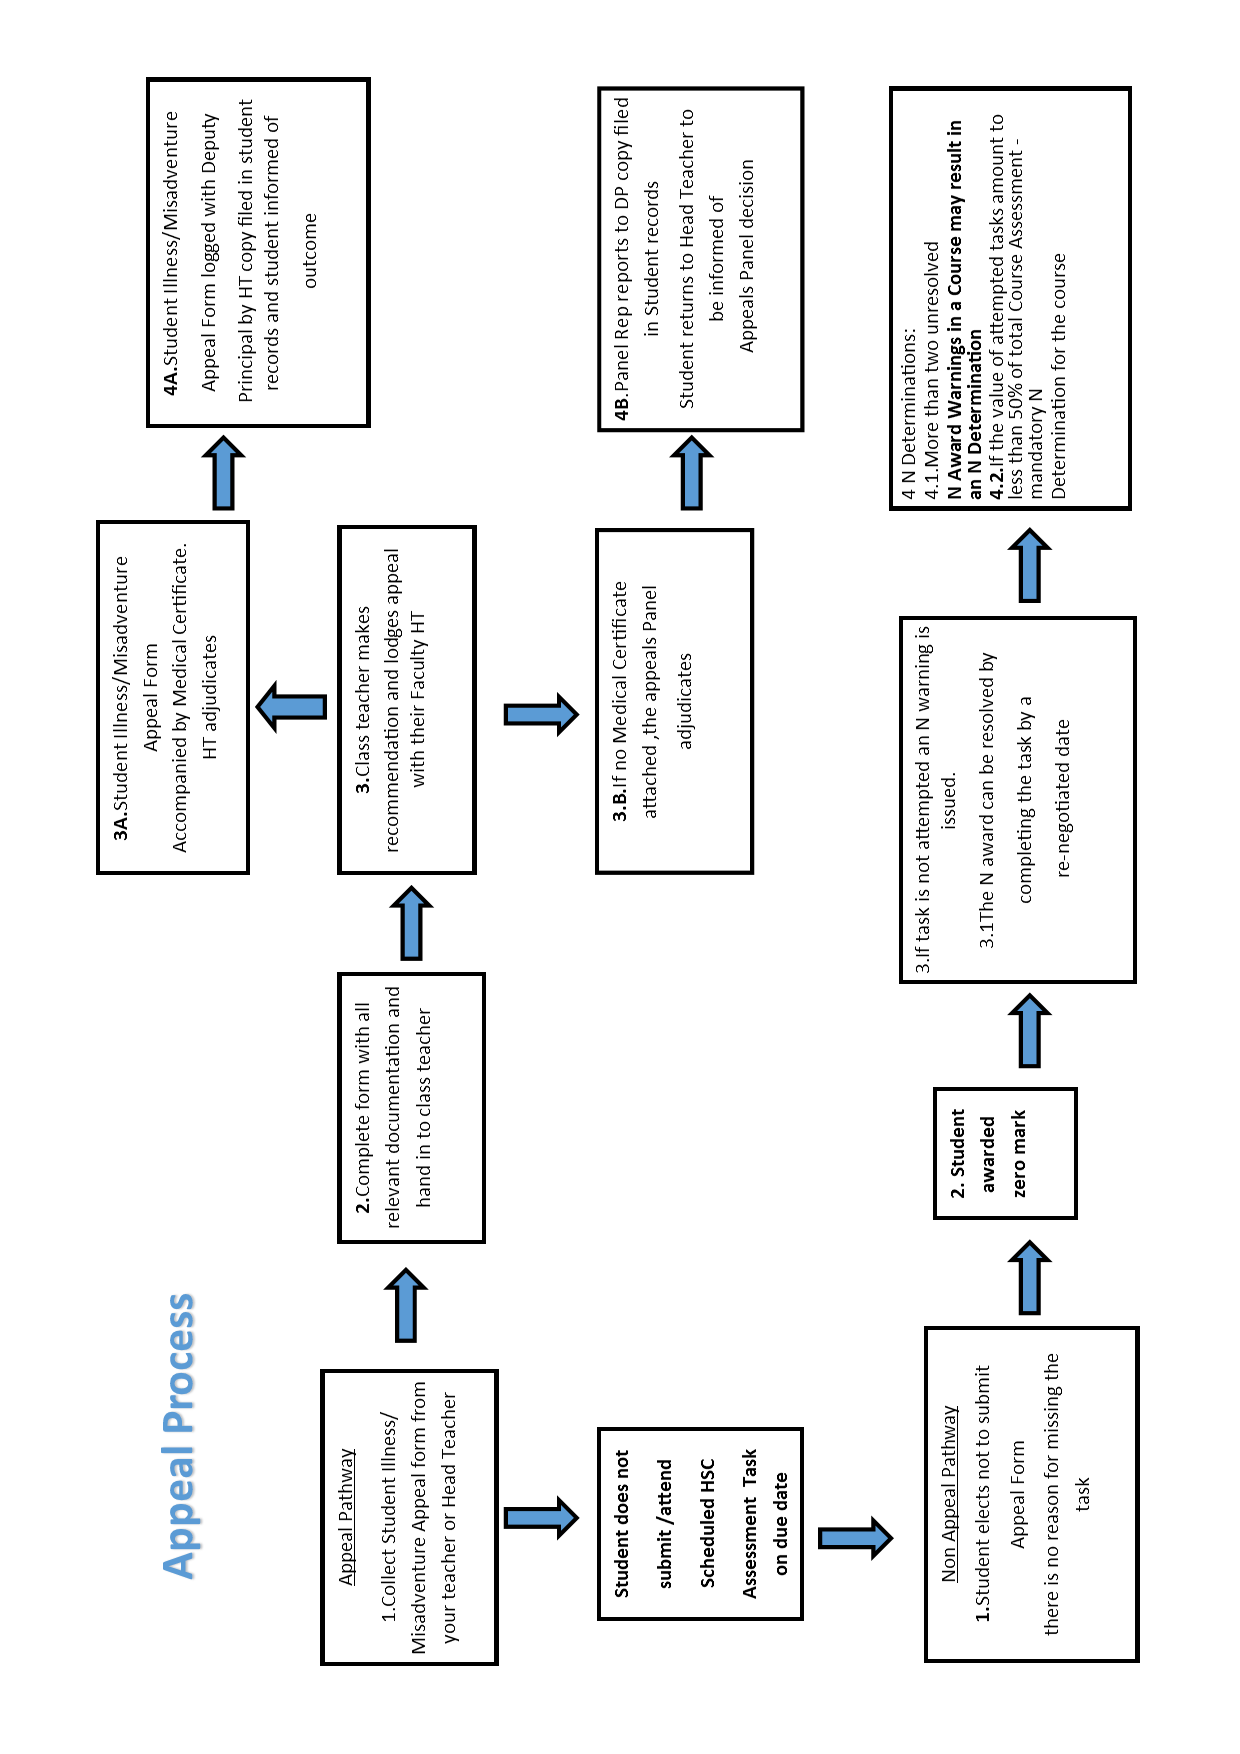 Appeal Process
Appeal Pathway
1.Collect Student Illness/
Misadventure Appeal form from
your teacher or Head Teacher
2.Complete form with all
relevant documentation and
hand in to class teacher
3.Class teacher makes
recommendation and lodges appeal
with their Faculty HT
3A.Student Illness/Misadventure
Appeal Form
Accompanied by Medical Certificate.
HT adjudicates
4A.Student Illness/Misadventure
Appeal Form logged with Deputy
Principal by HT copy filed in student
records and student informed of
outcome
3.B.If no Medical Certificate
attached ,the appeals Panel
adjudicates
4B.Panel Rep reports to DP copy filed
in Student records
Student returns to Head Teacher to
be informed of
Appeals Panel decision
Student does not
submit /attend
Scheduled HSC
Assessment Task
on due date
Non Appeal Pathway
1.Student elects not to submit
Appeal Form
there is no reason for missing the
task
2. Student
awarded
zero mark
3.If task is not attempted an N warning is
issued.
3.1The N award can be resolved by
completing the task by a
re-negotiated date
4 N Determinations:
4.1.More than two unresolved
N Award Warnings in a Course may result in
an N Determination
4.2.If the value of attempted tasks amount to
less than 50% of total Course Assessment -
mandatory N
Determination for the course